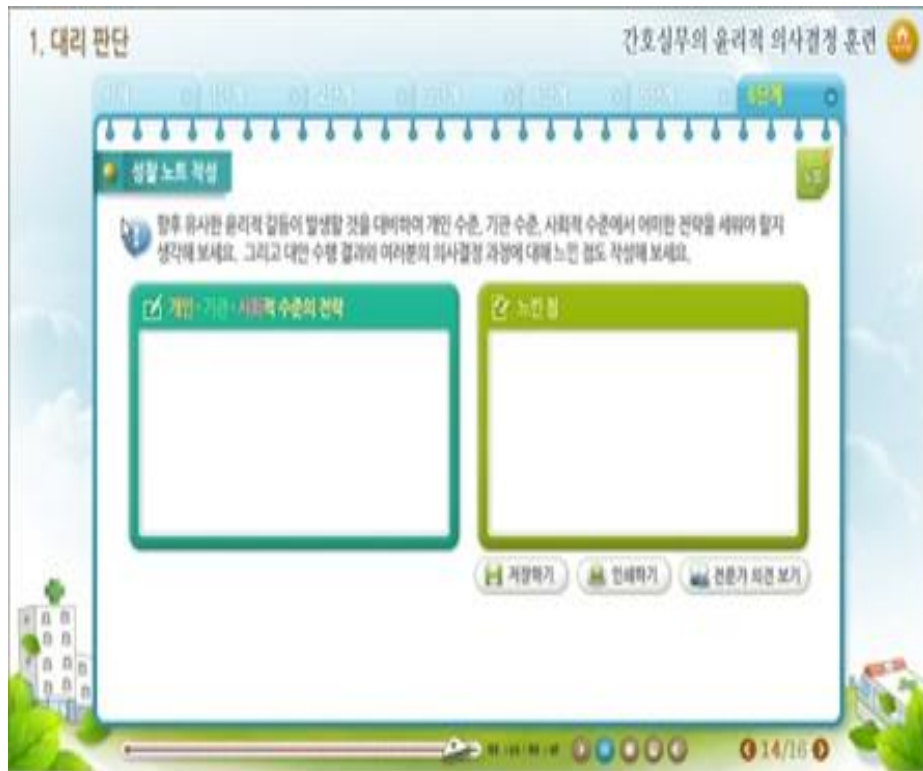 1. 대리 판단
간호실무의 윤리적 의사결정 훈련
6단계
성찰 노트 작성
노트
향후 유사한 윤리적 갈등이 발생할 것을 대비하여 개인 수준, 기관 수준, 사회적 수준에서 어떠한 전략을 세워야 할지
생각해 보세요. 그리고 대안 수행 결과와 여러분의 의사결정 과정에 대해 느낀 점도 작성해 보세요.
개인·기관·사회적 수준의 전략
느낀 점
저장하기
인쇄하기
전문가 의견 보기
14/16